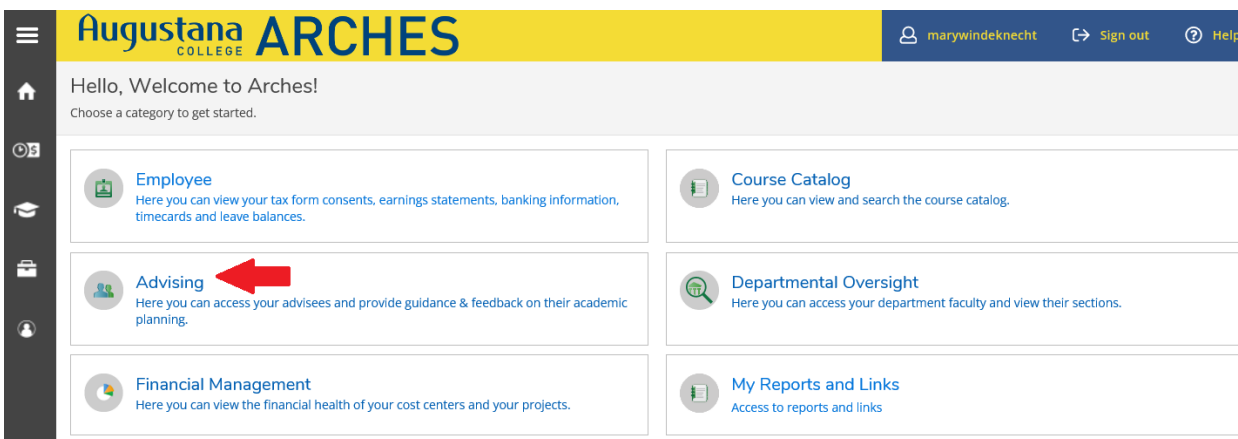 Augustana
COLLEGE
ARCHES
marywindeknecht
Sign out
Help
Hello, Welcome to Arches!
Choose a category to get started.
Employee
Here you can view your tax form consents, earnings statements, banking information,
timecards and leave balances.
Course Catalog
Here you can view and search the course catalog.
Advising
Here you can access your advisees and provide guidance & feedback on their academic
planning.
Departmental Oversight
Here you can access your department faculty and view their sections.
Financial Management
Here you can view the financial health of your cost centers and your projects.
My Reports and Links
Access to reports and links